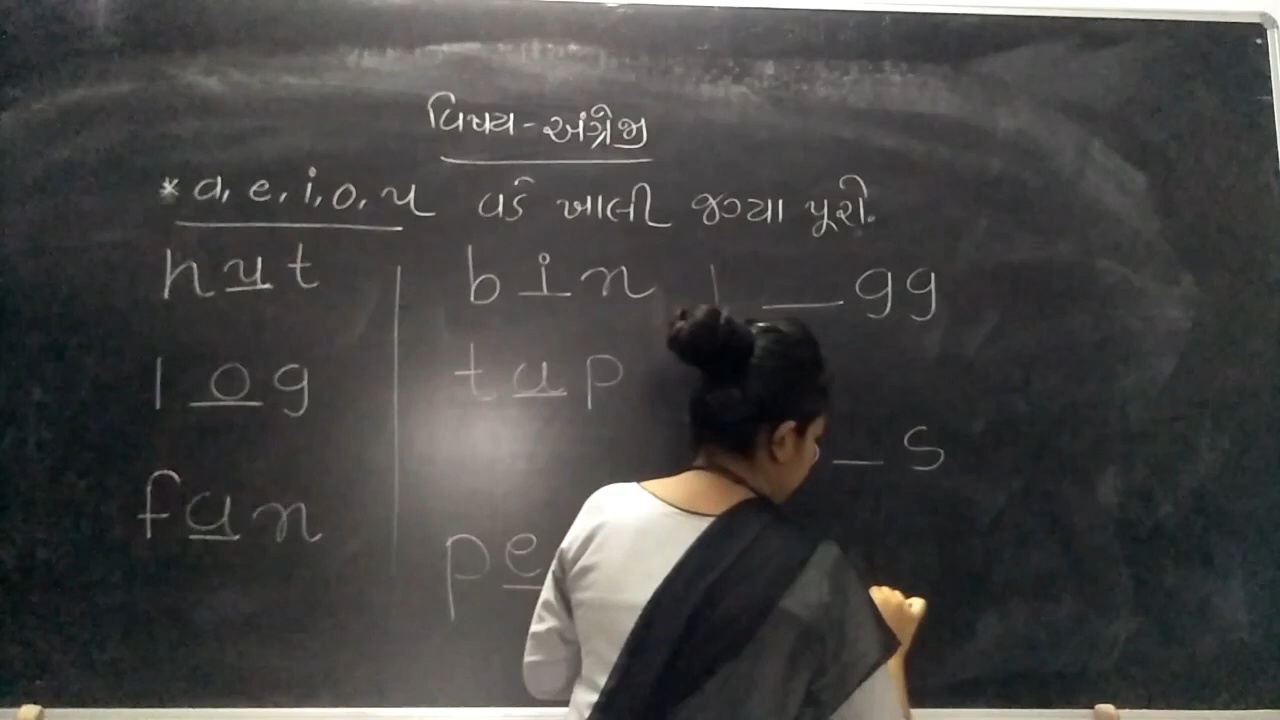 વિષય-અંગ્રેજી
* a, e, i, o, u વડે ખાલી જગ્યા પૂરો.
hut bin _gg
log tap
_s
fan
pe